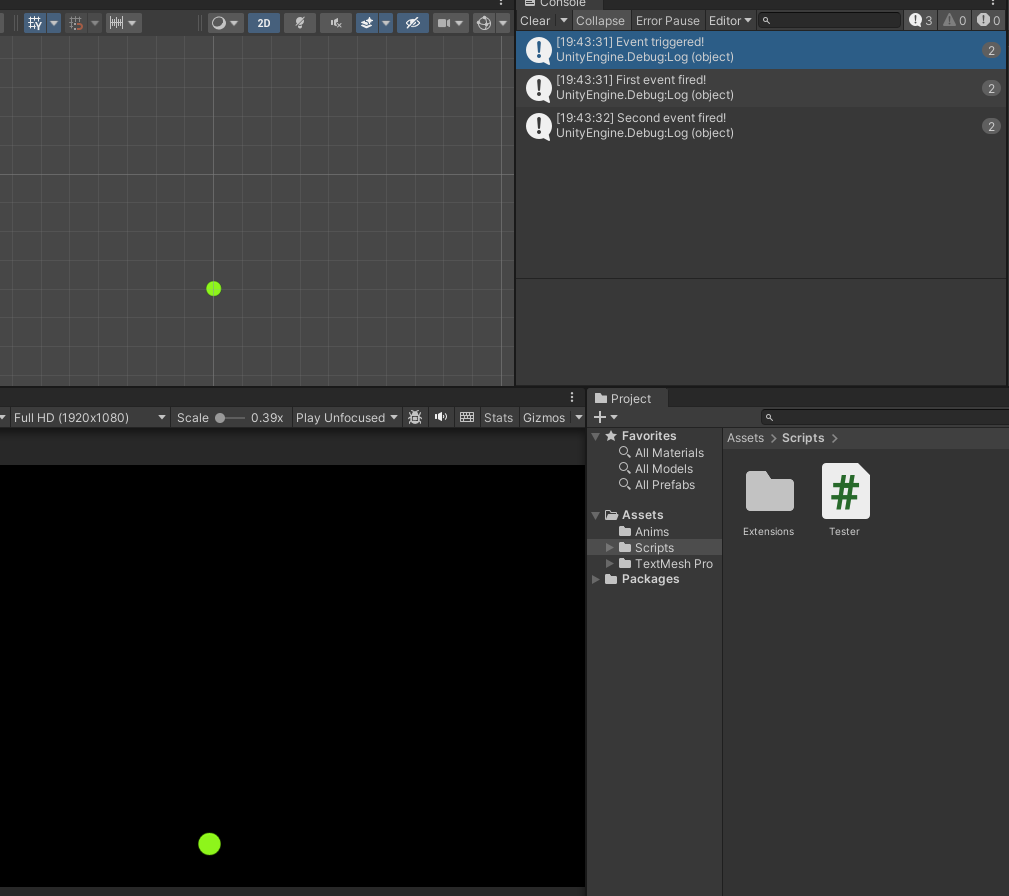 Console
2D
Clear
Collapse
Error Pause
Editor
3
0
0
[19:43:31] Event triggered!
UnityEngine.Debug:Log (object)
2
[19:43:31] First event fired!
UnityEngine.Debug:Log (object)
2
[19:43:32] Second event fired!
UnityEngine.Debug:Log (object)
2
Full HD (1920x1080)
Scale
0.39x
Play Unfocused
Stats
Gizmos
Project
Favorites
All Materials
All Models
All Prefabs
Assets
Anims
Scripts
TextMesh Pro
Packages
Assets > Scripts >
#
Extensions
Tester